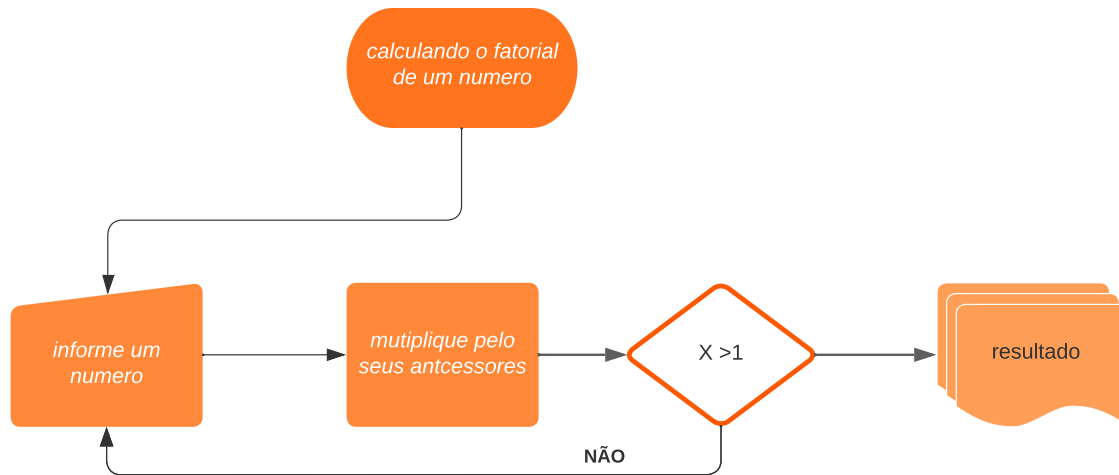 calculando o fatorial
de um numero
informe um
numero
mutiplique pelo
seus antcessores
X >1
resultado
NÃO